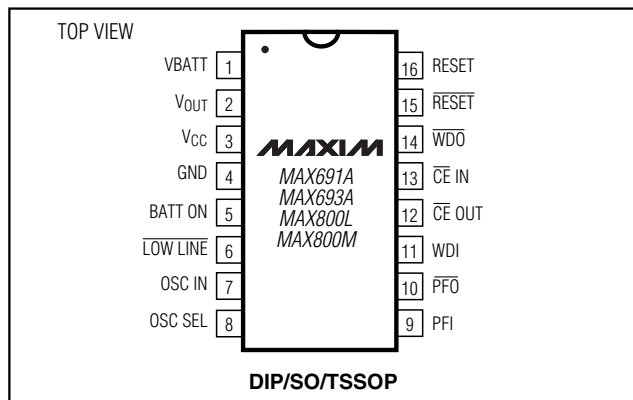 TOP VIEW
VBATT 1
VOUT 2
VCC 3
GND 4
BATT ON 5
LOW LINE 6
OSC IN 7
OSC SEL 8
MAXIM
MAX691A
MAX693A
MAX800L
MAX800M
16 RESET
15 RESET
14 WDO
13 CE IN
12 CE OUT
11 WDI
10 PFO
9 PFI
DIP/SO/TSSOP